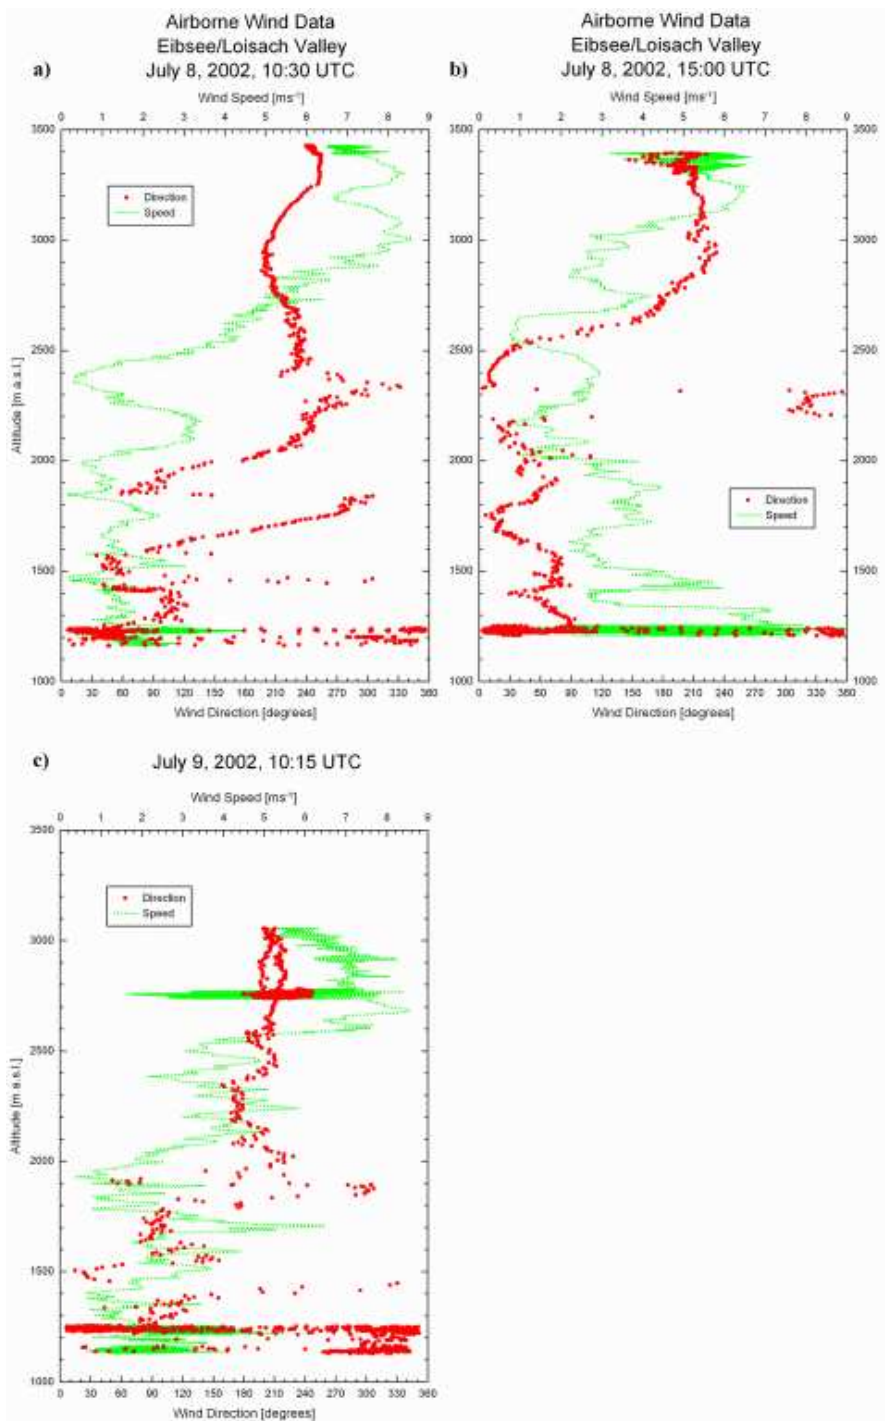 Airborne Wind Data
Eibsee/Loisach Valley
a) July 8, 2002, 10:30 UTC
Wind Speed [ms⁻¹]
0 1 2 3 4 5 6 7 8 9
3500
Direction
Speed
3000
2500
Altitude [m a.s.l.]
2000
1500
1000
0 30 60 90 120 150 180 210 240 270 300 330 360
Wind Direction [degrees]
Airborne Wind Data
Eibsee/Loisach Valley
b) July 8, 2002, 15:00 UTC
Wind Speed [ms⁻¹]
0 1 2 3 4 5 6 7 8 9
3500 3500
3000 3000
2500 2500
2000 2000
Direction
Speed
1500 1500
1000 1000
0 30 60 90 120 150 180 210 240 270 300 330 360
Wind Direction [degrees]
c) July 9, 2002, 10:15 UTC
Wind Speed [ms⁻¹]
0 1 2 3 4 5 6 7 8 9
3500
Direction
Speed
3000
2500
Altitude [m a.s.l.]
2000
1500
1000
0 30 60 90 120 150 180 210 240 270 300 330 360
Wind Direction [degrees]